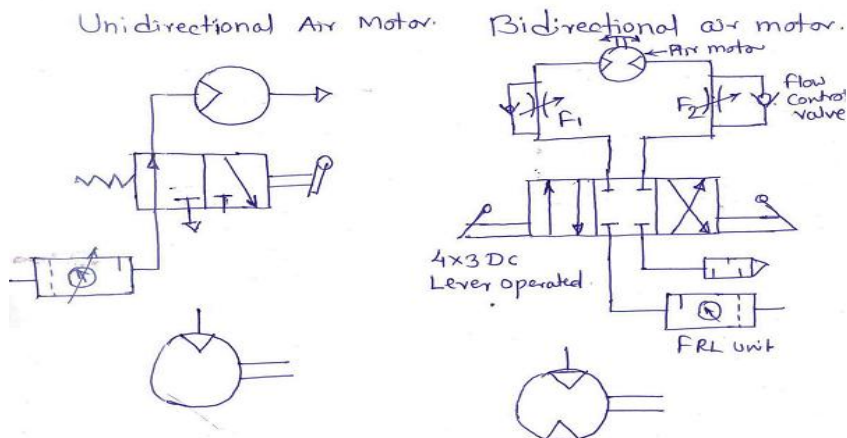 Unidirectional Air Motor.
Bidirectional air motor.
Air motor
F1
F2
Flow
control
valve
4x3 DC
Lever operated.
FRL unit